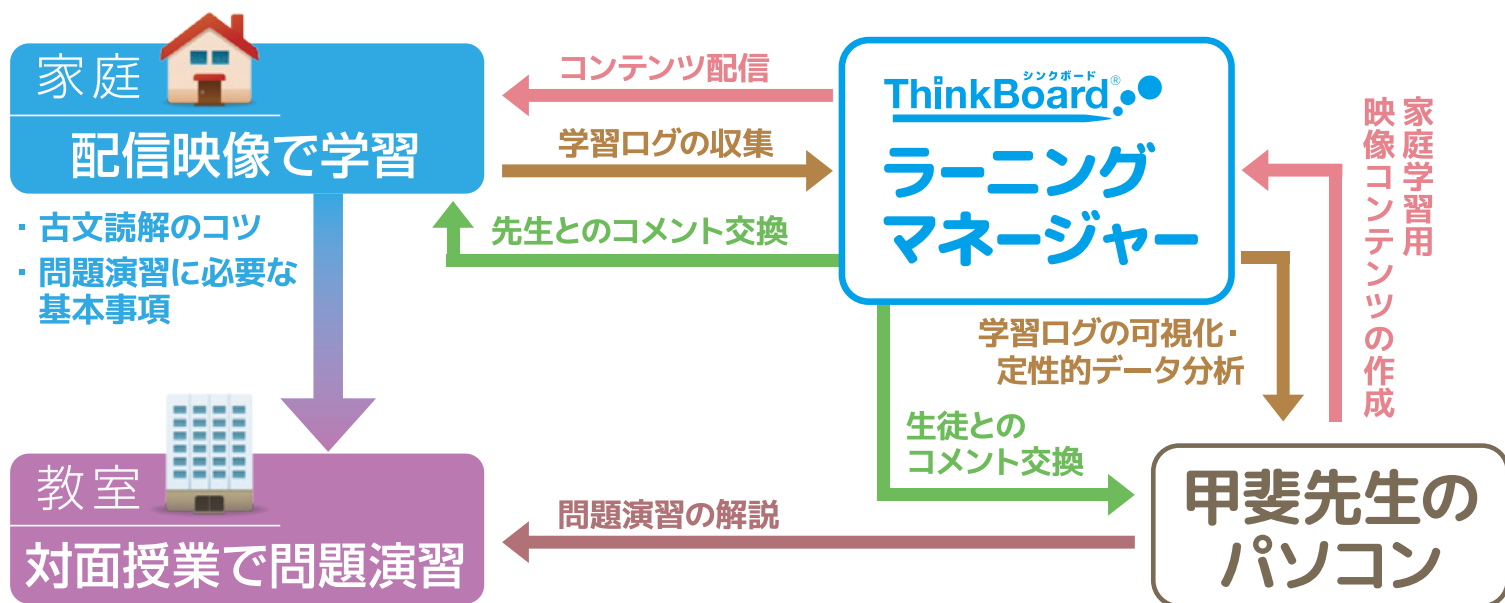 家庭
配信映像で学習
・古文読解のコツ
・問題演習に必要な
基本事項
コンテンツ配信
学習ログの収集
先生とのコメント交換
シンクボード
ThinkBoard®
ラーニング
マネージャー
家庭学習用
映像コンテンツの作成
学習ログの可視化・
定性的データ分析
生徒との
コメント交換
教室
対面授業で問題演習
問題演習の解説
甲斐先生の
パソコン